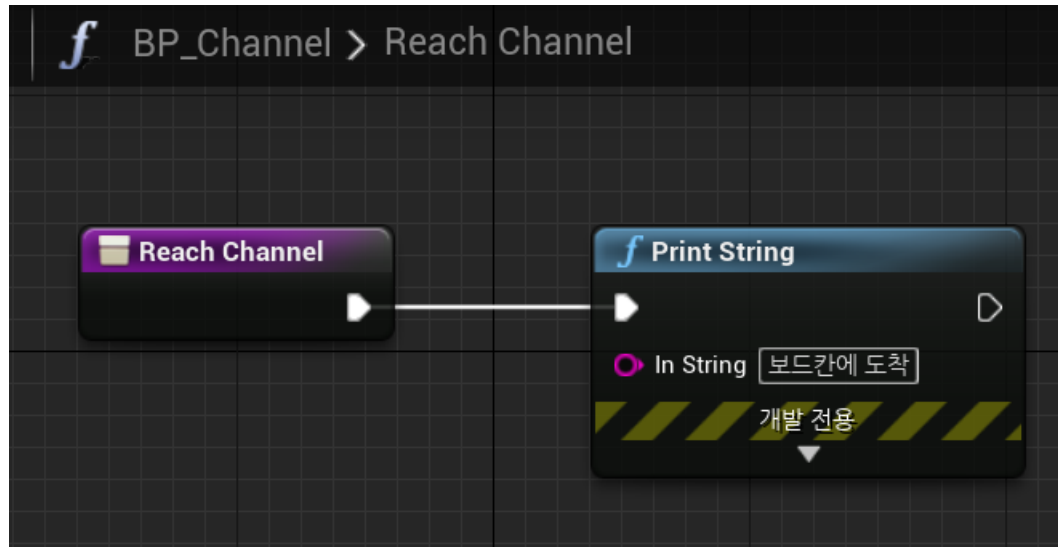 BP_Channel > Reach Channel
Reach Channel
Print String
In String 보드칸에 도착
개발 전용